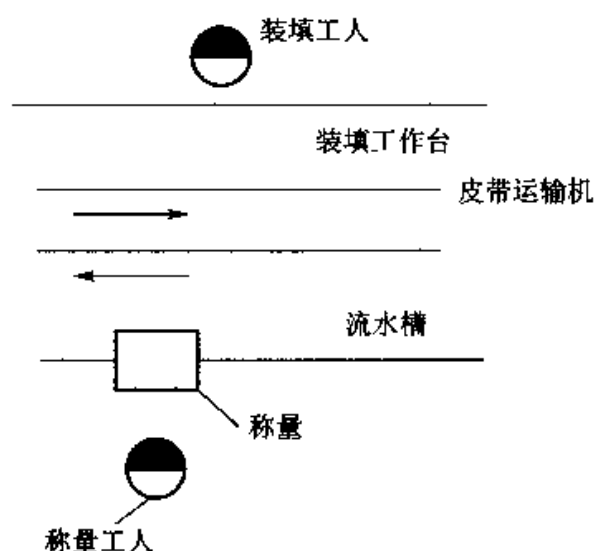 装填工人
装填工作台
皮带运输机
流水槽
称量
称量工人